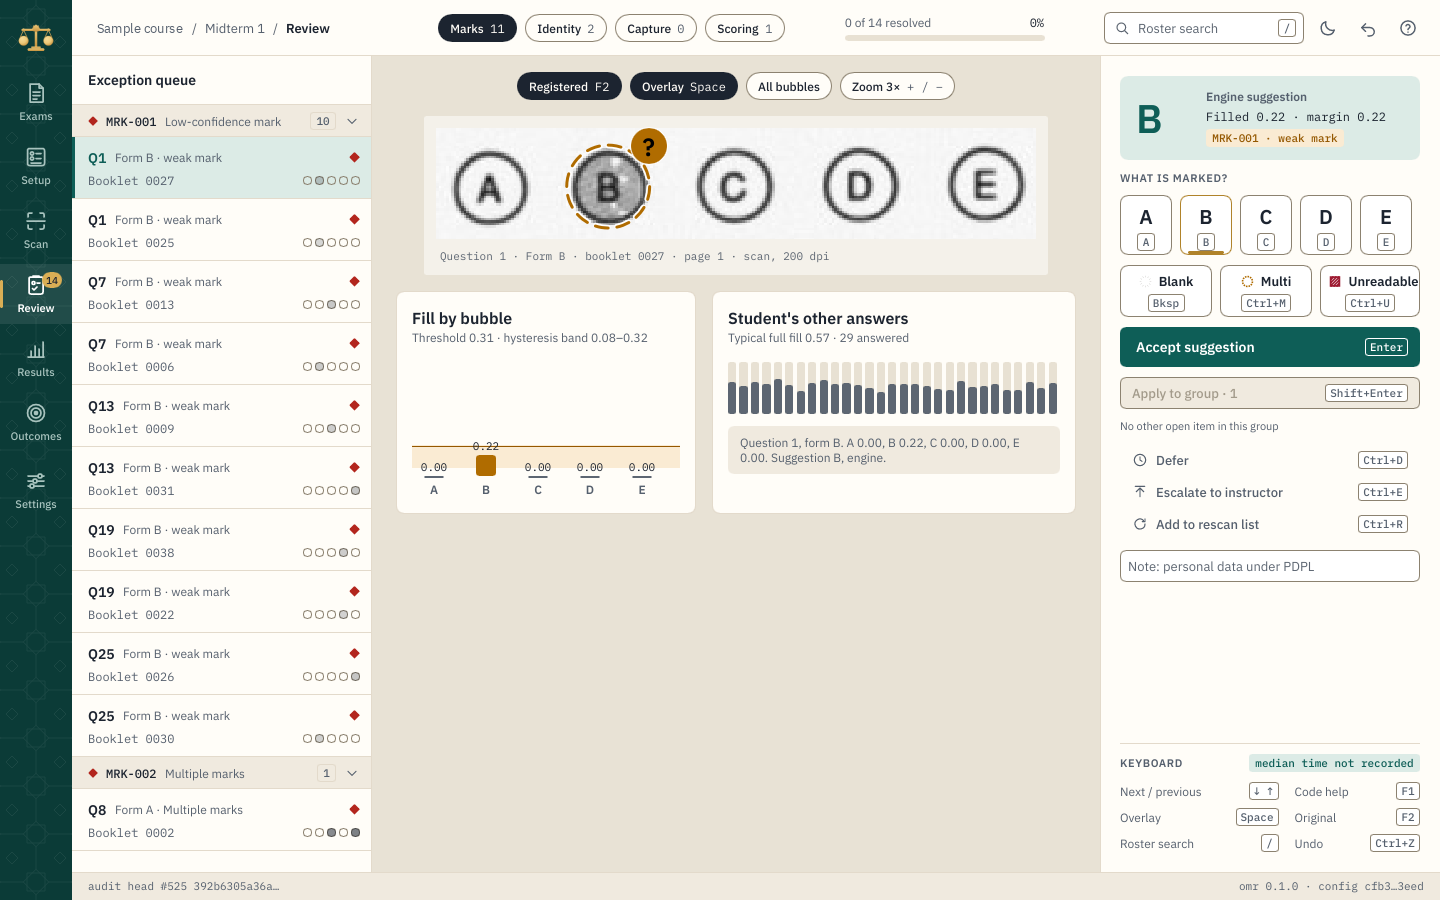 Sample course / Midterm 1 / Review
Marks 11
Identity 2
Capture 0
Scoring 1
0 of 14 resolved 0%
Roster search /
Exams
Setup
Scan
14
Review
Results
Outcomes
Settings
Exception queue
MRK-001 Low-confidence mark 10
Q1 Form B · weak mark
Booklet 0027
Q1 Form B · weak mark
Booklet 0025
Q7 Form B · weak mark
Booklet 0013
Q7 Form B · weak mark
Booklet 0006
Q13 Form B · weak mark
Booklet 0009
Q13 Form B · weak mark
Booklet 0031
Q19 Form B · weak mark
Booklet 0038
Q19 Form B · weak mark
Booklet 0022
Q25 Form B · weak mark
Booklet 0026
Q25 Form B · weak mark
Booklet 0030
MRK-002 Multiple marks 1
Q8 Form A · Multiple marks
Booklet 0002
Registered F2
Overlay Space
All bubbles
Zoom 3× + / −
?
A B C D E
Question 1 · Form B · booklet 0027 · page 1 · scan, 200 dpi
Fill by bubble
Threshold 0.31 · hysteresis band 0.08–0.32
0.22
0.00 0.00 0.00 0.00
A B C D E
Student's other answers
Typical full fill 0.57 · 29 answered
Question 1, form B. A 0.00, B 0.22, C 0.00, D 0.00, E
0.00. Suggestion B, engine.
B
Engine suggestion
Filled 0.22 · margin 0.22
MRK-001 · weak mark
WHAT IS MARKED?
A B C D E
A B C D E
Blank Multi Unreadable
Bksp Ctrl+M Ctrl+U
Accept suggestion Enter
Apply to group · 1 Shift+Enter
No other open item in this group
Defer Ctrl+D
Escalate to instructor Ctrl+E
Add to rescan list Ctrl+R
Note: personal data under PDPL
KEYBOARD median time not recorded
Next / previous ↓ ↑ Code help F1
Overlay Space Original F2
Roster search / Undo Ctrl+Z
audit head #525 392b6305a36a…
omr 0.1.0 · config cfb3…3eed